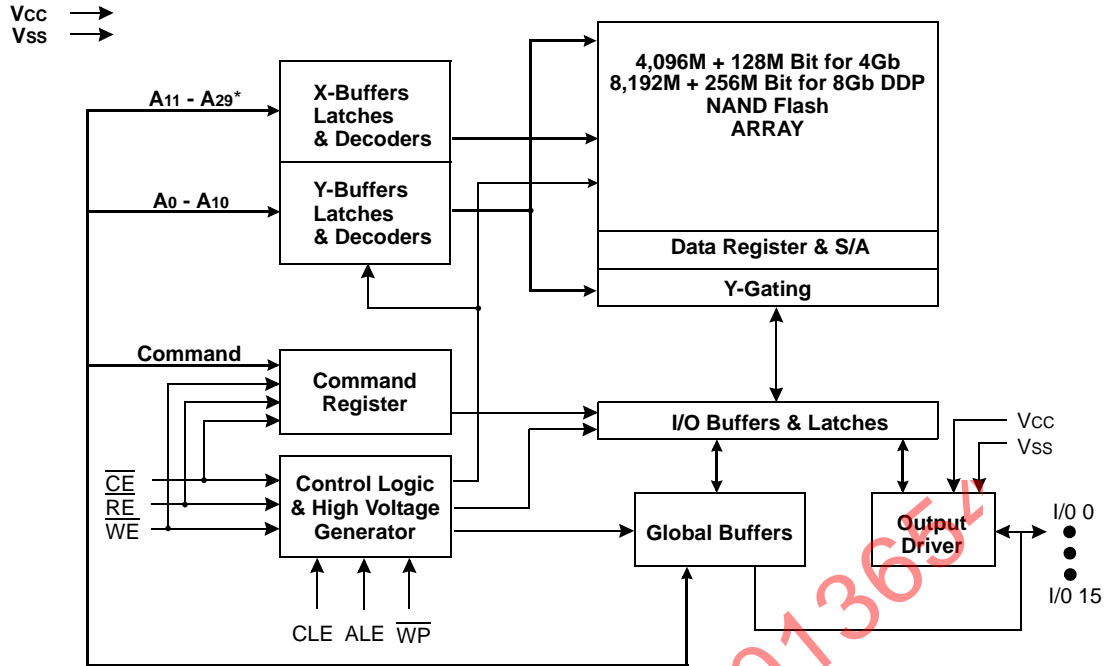 VCC
VSS
A11 - A29*
X-Buffers
Latches
& Decoders
4,096M + 128M Bit for 4Gb
8,192M + 256M Bit for 8Gb DDP
NAND Flash
ARRAY
A0 - A10
Y-Buffers
Latches
& Decoders
Data Register & S/A
Y-Gating
Command
Command
Register
I/O Buffers & Latches
VCC
VSS
CE
RE
WE
Control Logic
& High Voltage
Generator
Global Buffers
Output
Driver
I/0 0
I/0 15
CLE ALE WP
013654